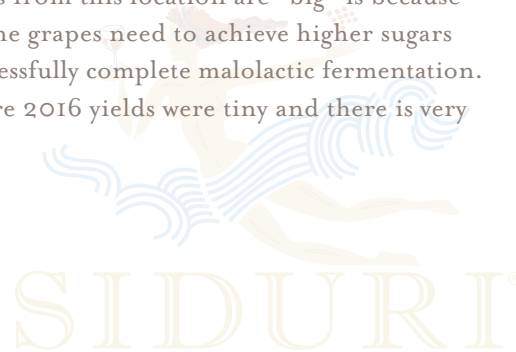 s from this location are "big" is because
he grapes need to achieve higher sugars
essfully complete malolactic fermentation.
re 2016 yields were tiny and there is very
SIDURI